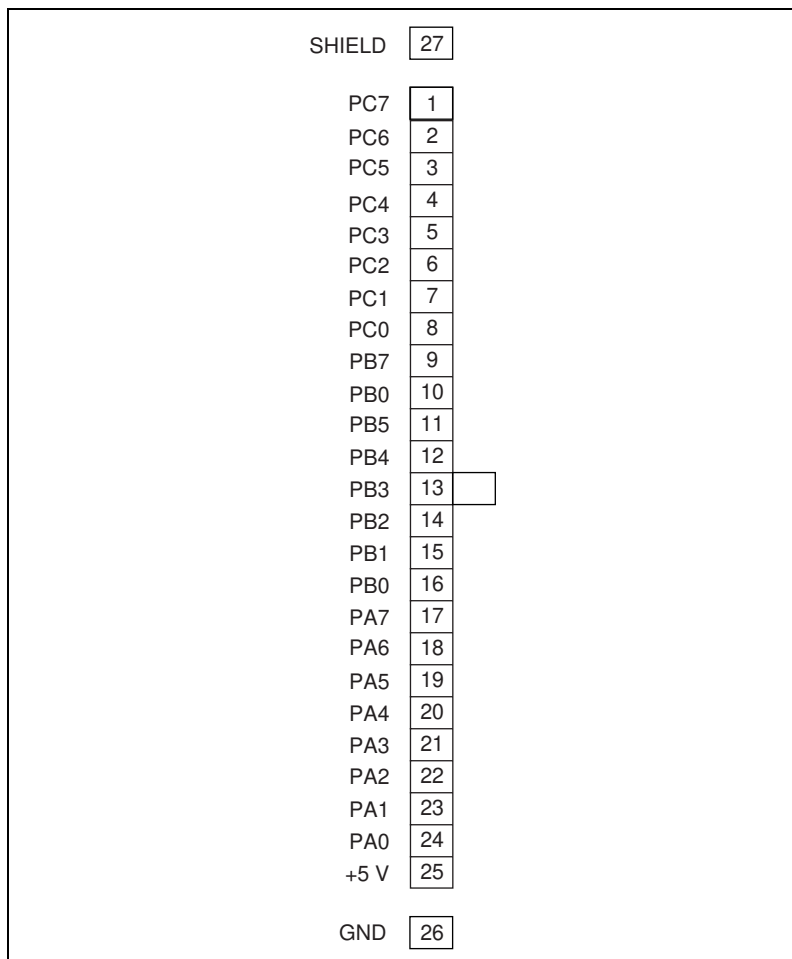 SHIELD 27
PC7 1
PC6 2
PC5 3
PC4 4
PC3 5
PC2 6
PC1 7
PC0 8
PB7 9
PB0 10
PB5 11
PB4 12
PB3 13
PB2 14
PB1 15
PB0 16
PA7 17
PA6 18
PA5 19
PA4 20
PA3 21
PA2 22
PA1 23
PA0 24
+5 V 25
GND 26